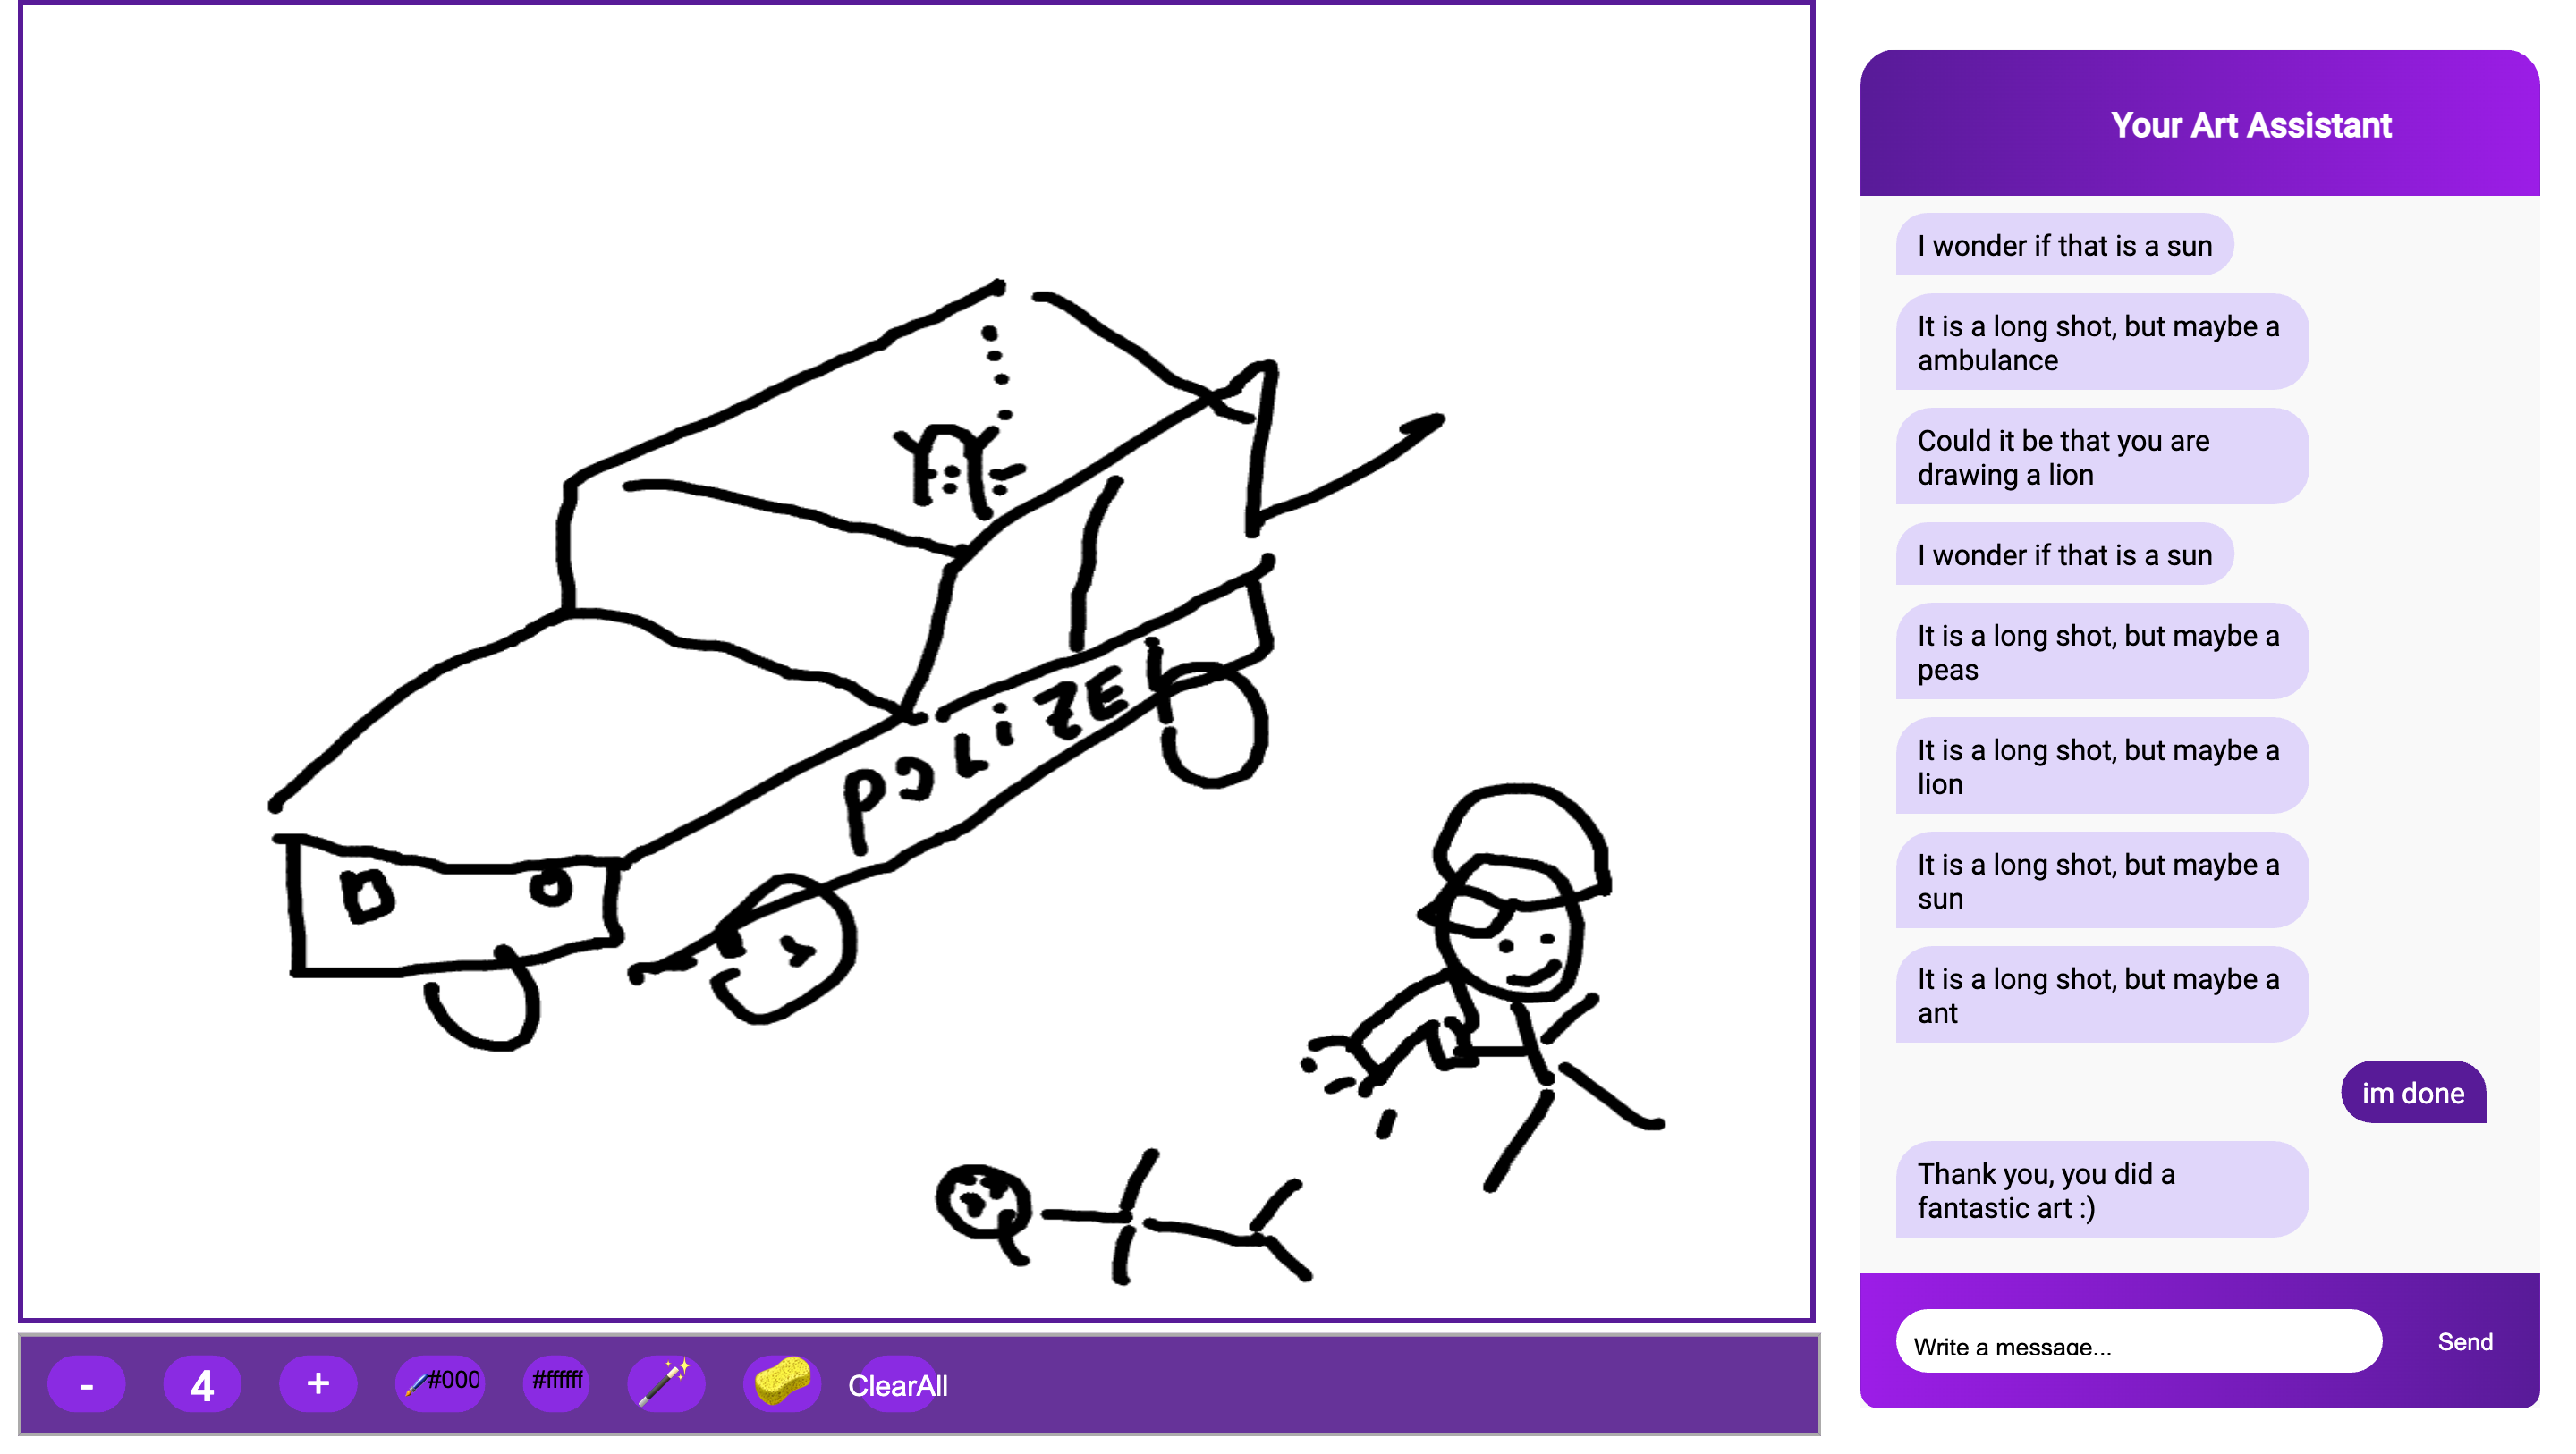 POLiZEi
Your Art Assistant
I wonder if that is a sun
It is a long shot, but maybe a
ambulance
Could it be that you are
drawing a lion
I wonder if that is a sun
It is a long shot, but maybe a
peas
It is a long shot, but maybe a
lion
It is a long shot, but maybe a
sun
It is a long shot, but maybe a
ant
im done
Thank you, you did a
fantastic art :)
Write a message...
Send
-
4
+
#000
#ffffff
ClearAll